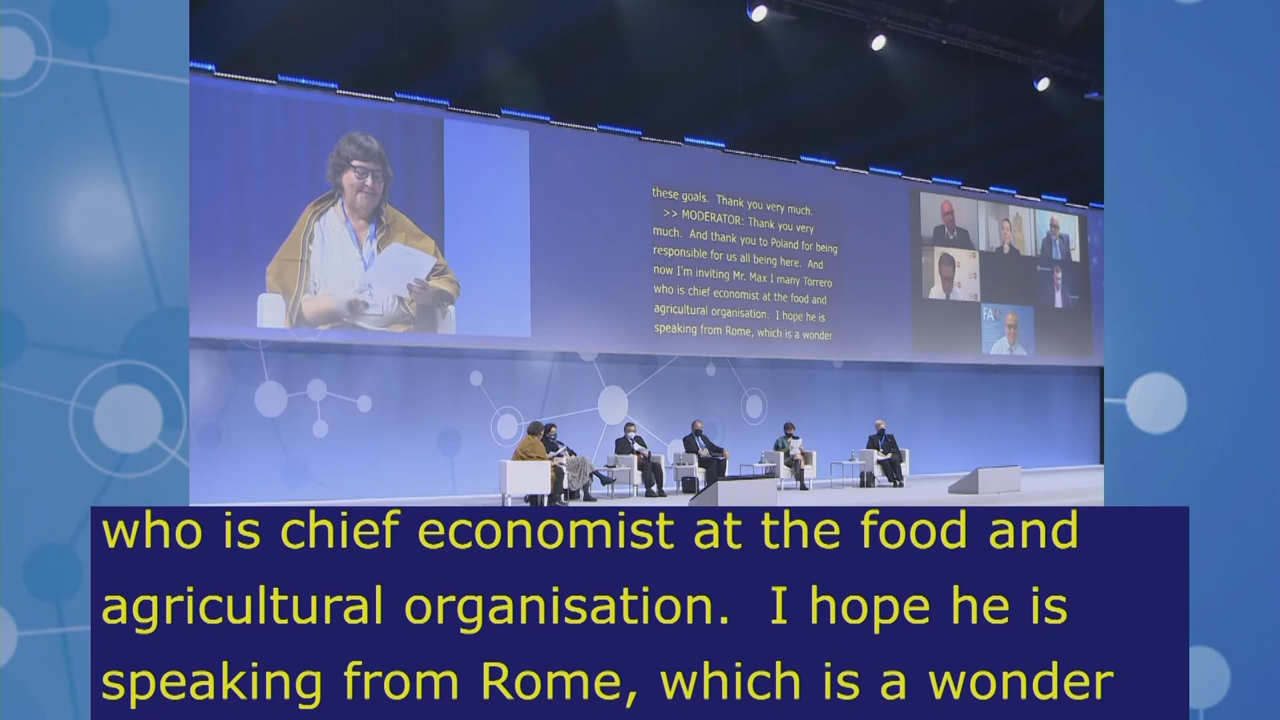 these goals.  Thank you very much.
>> MODERATOR: Thank you very
much.  And thank you to Poland for being
responsible for us all being here.  And
now I'm inviting Mr. Max I many Torrero
who is chief economist at the food and
agricultural organisation.  I hope he is
speaking from Rome, which is a wonder
FA
who is chief economist at the food and
agricultural organisation.  I hope he is
speaking from Rome, which is a wonder